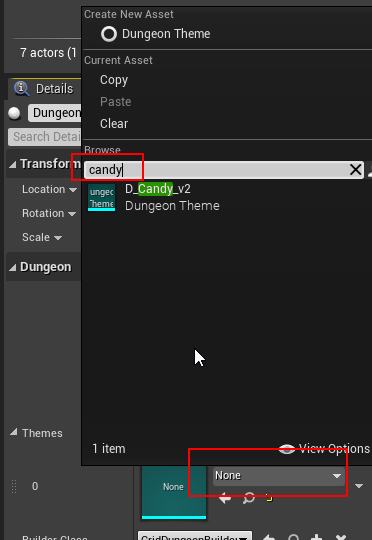 Create New Asset
Dungeon Theme
Current Asset
7 actors (1
Copy
Details
Paste
Dungeon
Clear
Search Detai
Browse
Transform
candy
Location
D_Candy_v2
Dungeon Theme
Rotation
Scale
Dungeon
Themes
1 item
View Options
None
0
None
Builder Class
GridDungeonBuilder